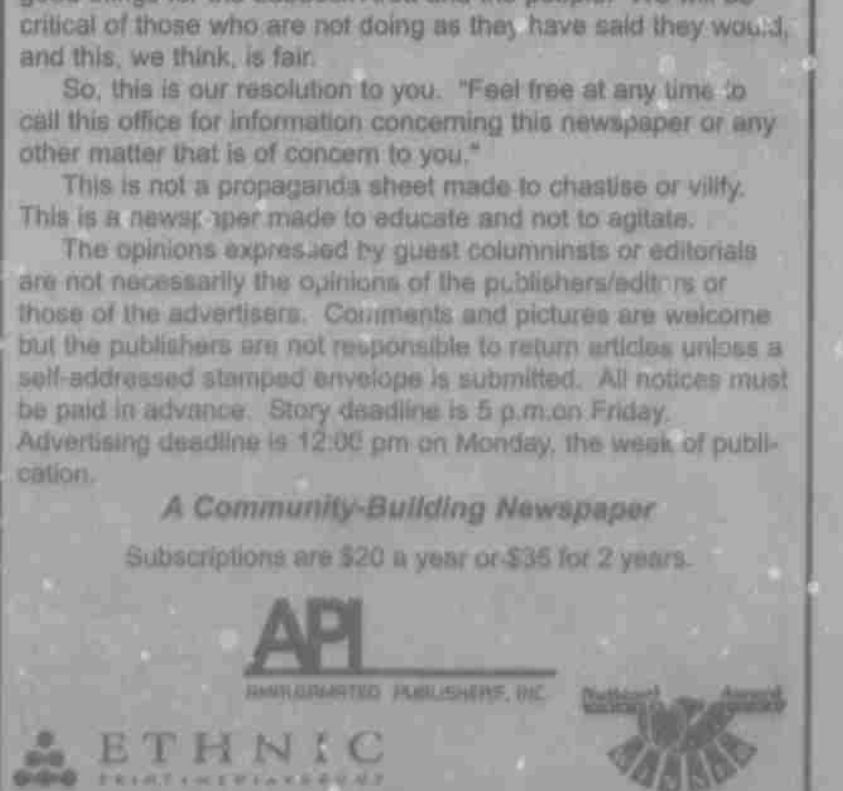 critical of those who are not doing as they have said they would,
and this, we think, is fair.
So, this is our resolution to you. "Feel free at any time to
call this office for information concerning this newspaper or any
other matter that is of concern to you."
This is not a propaganda sheet made to chastise or vilify.
This is a newspaper made to educate and not to agitate.
The opinions expressed by guest columninsts or editorials
are not necessarily the opinions of the publishers/editors or
those of the advertisers. Comments and pictures are welcome
but the publishers are not responsible to return articles unless a
self-addressed stamped envelope is submitted. All notices must
be paid in advance. Story deadline is 5 p.m.on Friday.
Advertising deadline is 12:00 pm on Monday, the week of publi-
cation.
A Community-Building Newspaper
Subscriptions are $20 a year or $35 for 2 years.
API
AMALGAMATED PUBLISHERS, INC
National Award
ETHNIC
PRINT MEDIA GROUP